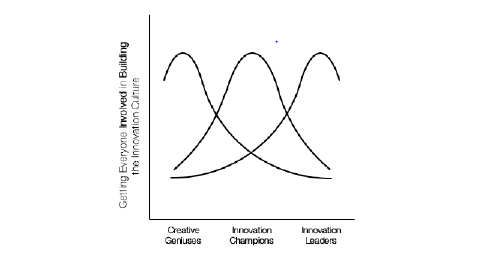 Getting Everyone Involved in Building
the Innovation Culture
Creative
Geniuses
Innovation
Champions
Innovation
Leaders